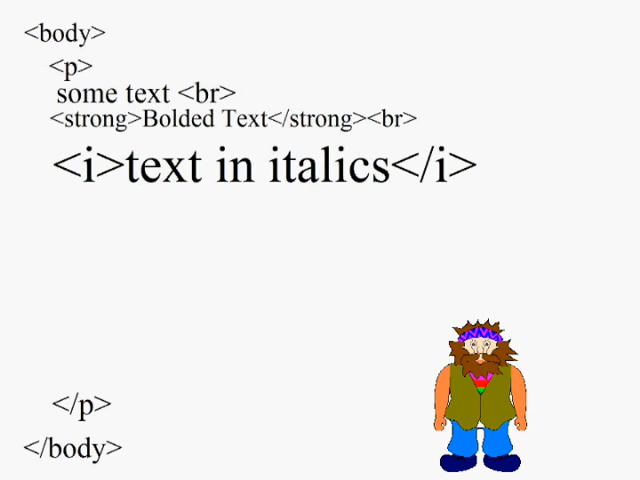 <body>
<p>
some text <br>
<strong>Bolded Text</strong><br>
<i>text in italics</i>
</p>
</body>